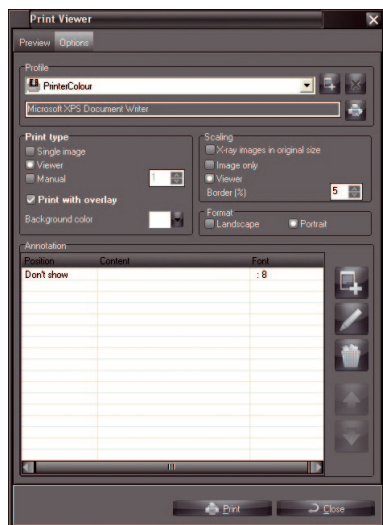 Print Viewer
Preview Options
Profile
PrinterColour
Microsoft XPS Document Writer
Print type
Single image
Viewer
Manual 1
Print with overlay
Background color
Scaling
X-ray images in original size
Image only
Viewer
Border (%) 5
Format
Landscape Portrait
Annotation
Position Content Font
Don't show : 8
Print Close